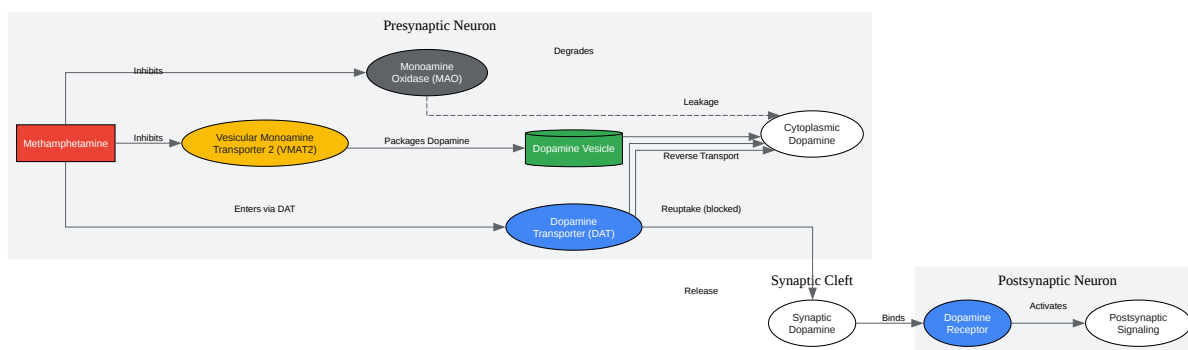 Presynaptic Neuron
Degrades
Inhibits
Monoamine
Oxidase (MAO)
Leakage
Methamphetamine
Inhibits
Vesicular Monoamine
Transporter 2 (VMAT2)
Packages Dopamine
Dopamine Vesicle
Cytoplasmic
Dopamine
Reverse Transport
Enters via DAT
Dopamine
Transporter (DAT)
Reuptake (blocked)
Synaptic Cleft
Release
Synaptic
Dopamine
Binds
Postsynaptic Neuron
Dopamine
Receptor
Activates
Postsynaptic
Signaling